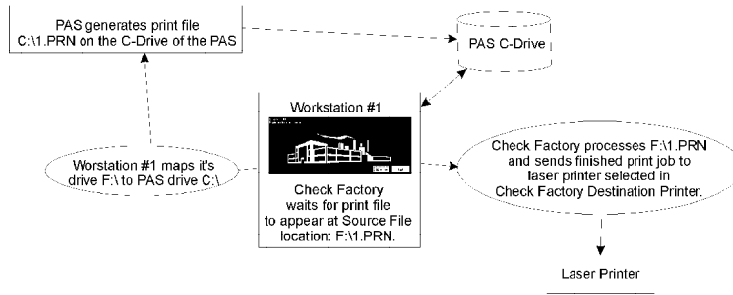 PAS generates print file
C:\1.PRN on the C-Drive of the PAS
PAS C-Drive
Workstation #1
Worstation #1 maps it's
drive F:\ to PAS drive C:\
Check Factory
waits for print file
to appear at Source File
location: F:\1.PRN.
Check Factory processes F:\1.PRN
and sends finished print job to
laser printer selected in
Check Factory Destination Printer.
Laser Printer